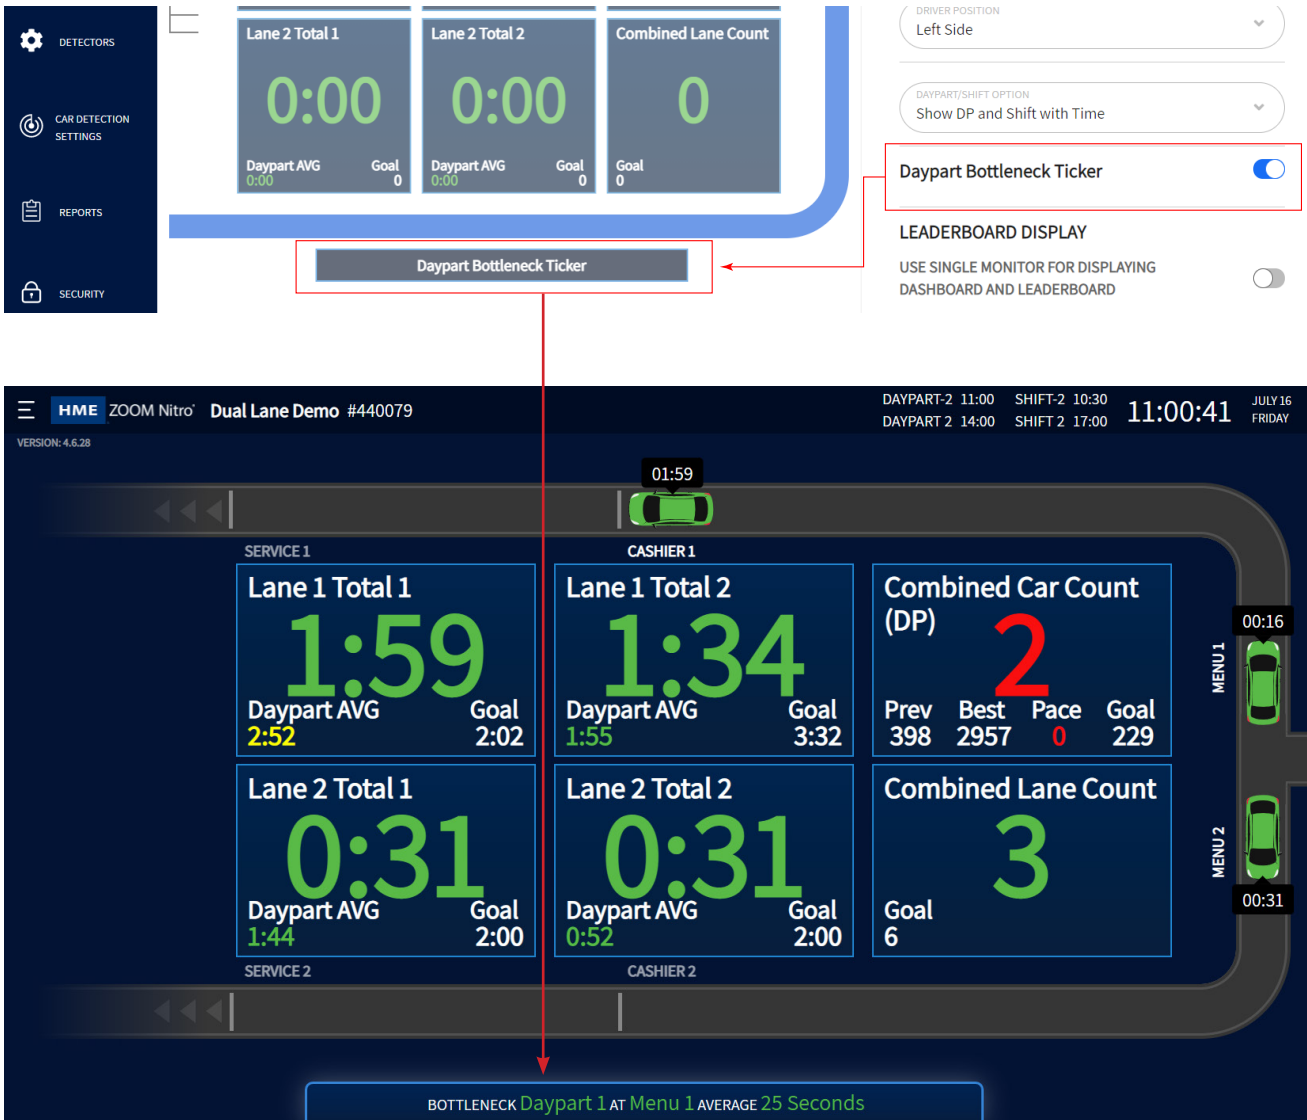 DETECTORS
CAR DETECTION
SETTINGS
REPORTS
SECURITY
Lane 2 Total 1
0:00
Daypart AVG Goal
0:00 0
Lane 2 Total 2
0:00
Daypart AVG Goal
0:00 0
Combined Lane Count
0
Goal
0
Daypart Bottleneck Ticker
DRIVER POSITION
Left Side
DAYPART/SHIFT OPTION
Show DP and Shift with Time
Daypart Bottleneck Ticker
LEADERBOARD DISPLAY
USE SINGLE MONITOR FOR DISPLAYING
DASHBOARD AND LEADERBOARD
HME ZOOM Nitro Dual Lane Demo #440079
DAYPART-2 11:00 SHIFT-2 10:30
DAYPART 2 14:00 SHIFT 2 17:00
11:00:41
JULY 16
FRIDAY
VERSION: 4.6.28
01:59
SERVICE 1 CASHIER 1
Lane 1 Total 1
1:59
Daypart AVG Goal
2:52 2:02
Lane 1 Total 2
1:34
Daypart AVG Goal
1:55 3:32
Combined Car Count
(DP)
2
Prev Best Pace Goal
398 2957 0 229
00:16
MENU 1
Lane 2 Total 1
0:31
Daypart AVG Goal
1:44 2:00
Lane 2 Total 2
0:31
Daypart AVG Goal
0:52 2:00
Combined Lane Count
3
Goal
6
MENU 2
00:31
SERVICE 2 CASHIER 2
BOTTLENECK Daypart 1 AT Menu 1 AVERAGE 25 Seconds